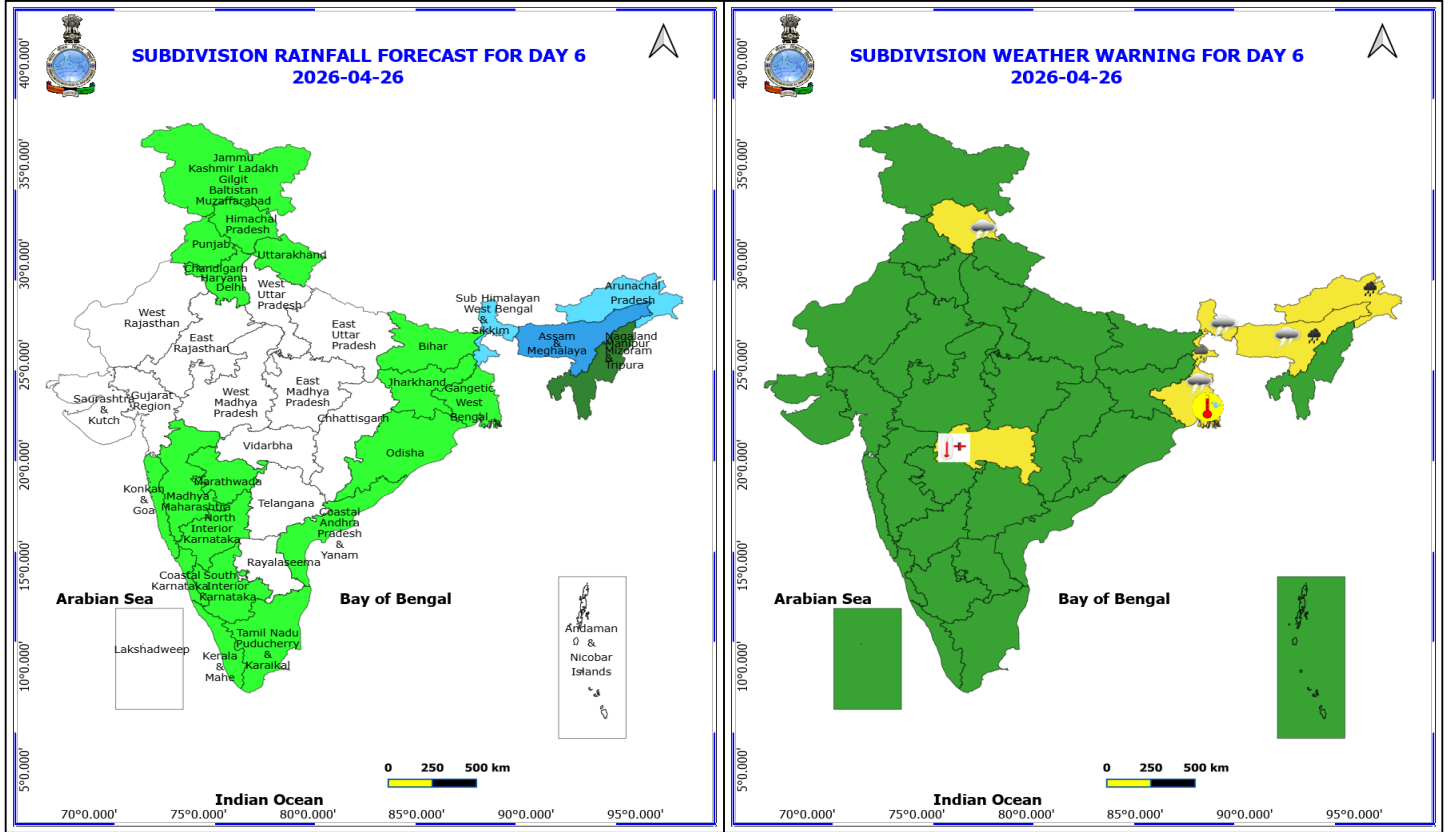 SUBDIVISION RAINFALL FORECAST FOR DAY 6
2026-04-26
40°0.000'
35°0.000'
30°0.000'
25°0.000'
20°0.000'
15°0.000'
10°0.000'
5°0.000'
Jammu
Kashmir Ladakh
Gilgit
Baltistan
Muzaffarabad
Himachal
Pradesh
Punjab
Uttarakhand
Chandigarh
Haryana
Delhi
West
Uttar
Pradesh
West
Rajasthan
East
Rajasthan
East
Uttar
Pradesh
Sub Himalayan
West Bengal
&
Sikkim
Arunachal
Pradesh
Assam
&
Meghalaya
Nagaland
Manipur
Mizoram
&
Tripura
Bihar
Jharkhand
Gangetic
West
Bengal
Saurashtra
&
Kutch
Gujarat
Region
West
Madhya
Pradesh
East
Madhya
Pradesh
Chhattisgarh
Vidarbha
Odisha
Konkan
&
Goa
Marathwada
Madhya
Maharashtra
North
Interior
Karnataka
Telangana
Coastal
Andhra
Pradesh
&
Yanam
Rayalaseema
Coastal
Karnataka
South
Interior
Karnataka
Arabian Sea
Bay of Bengal
Lakshadweep
Tamil Nadu
Puducherry
&
Karaikal
Kerala
&
Mahe
Andaman
&
Nicobar
Islands
0 250 500 km
Indian Ocean
70°0.000' 75°0.000' 80°0.000' 85°0.000' 90°0.000' 95°0.000'
SUBDIVISION WEATHER WARNING FOR DAY 6
2026-04-26
40°0.000'
35°0.000'
30°0.000'
25°0.000'
20°0.000'
15°0.000'
10°0.000'
5°0.000'
Arabian Sea
Bay of Bengal
0 250 500 km
Indian Ocean
70°0.000' 75°0.000' 80°0.000' 85°0.000' 90°0.000' 95°0.000'